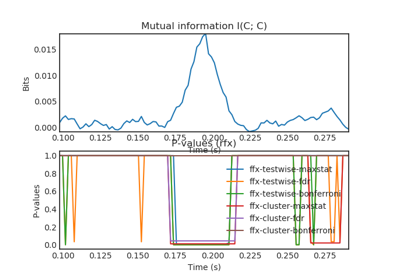 Mutual information I(C; C)
0.015
0.010
0.005
0.000
Bits
0.100 0.125 0.150 0.175 0.200 0.225 0.250 0.275
Time (s)
P-values (rfx)
1.0
0.8
0.6
0.4
0.2
0.0
P-values
ffx-testwise-maxstat
ffx-testwise-fdr
ffx-testwise-bonferroni
ffx-cluster-maxstat
ffx-cluster-fdr
ffx-cluster-bonferroni
0.100 0.125 0.150 0.175 0.200 0.225 0.250 0.275
Time (s)